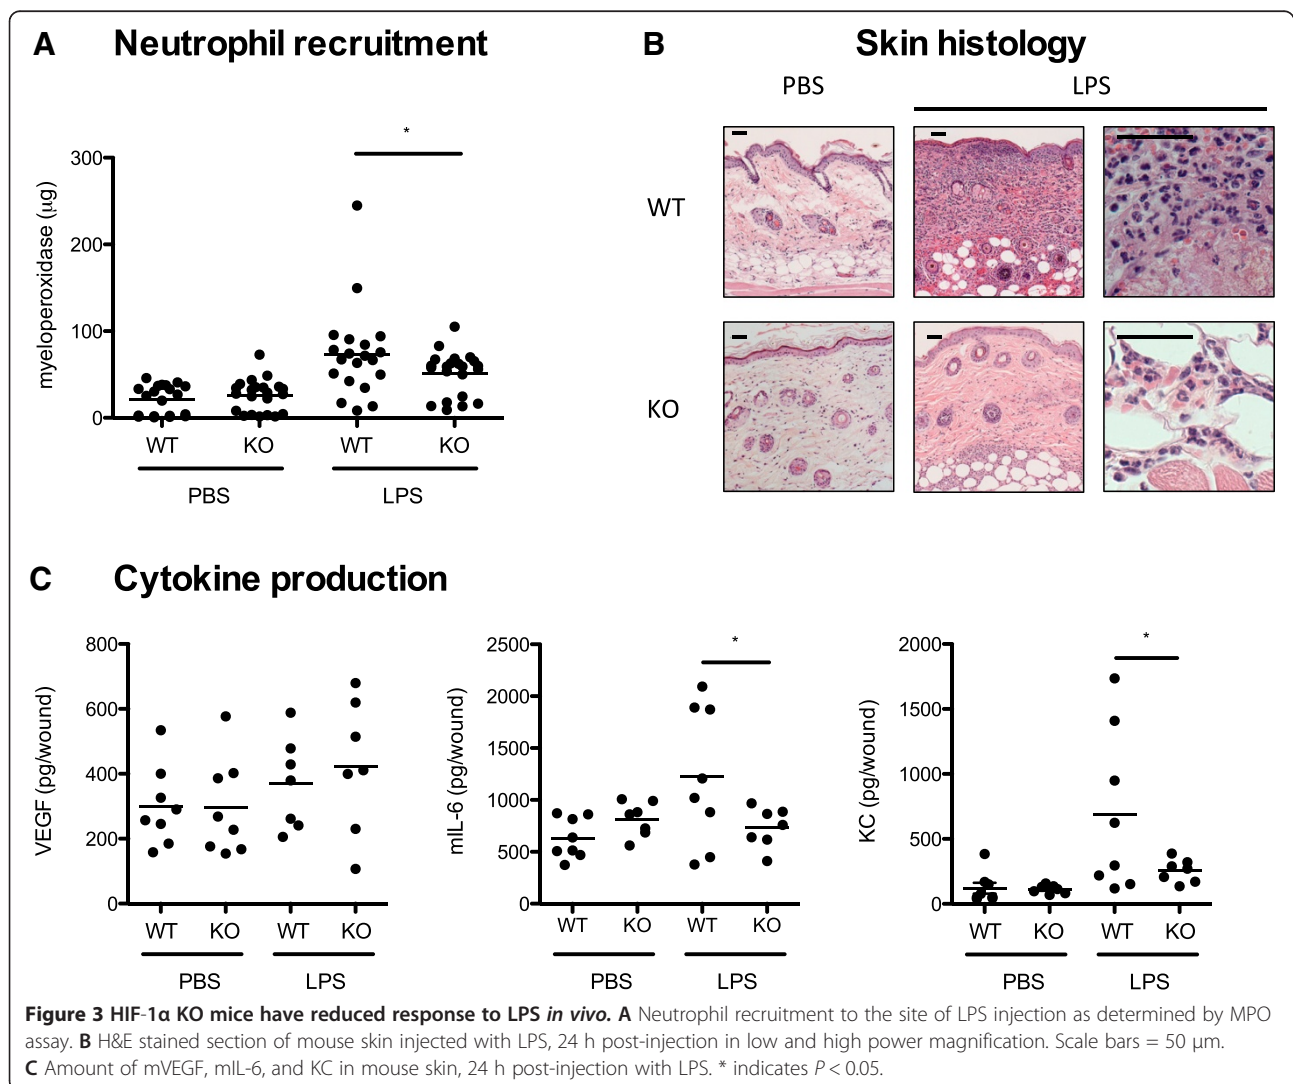 A Neutrophil recruitment
*
300
200
100
0
myeloperoxidase (µg)
WT KO WT KO
PBS LPS
B Skin histology
PBS LPS
WT
KO
C Cytokine production
800
600
400
200
0
VEGF (pg/wound)
WT KO WT KO
PBS LPS
*
2500
2000
1500
1000
500
0
mIL-6 (pg/wound)
WT KO WT KO
PBS LPS
*
2000
1500
1000
500
0
KC (pg/wound)
WT KO WT KO
PBS LPS
Figure 3 HIF-1α KO mice have reduced response to LPS in vivo. A Neutrophil recruitment to the site of LPS injection as determined by MPO
assay. B H&E stained section of mouse skin injected with LPS, 24 h post-injection in low and high power magnification. Scale bars = 50 µm.
C Amount of mVEGF, mIL-6, and KC in mouse skin, 24 h post-injection with LPS. * indicates P < 0.05.